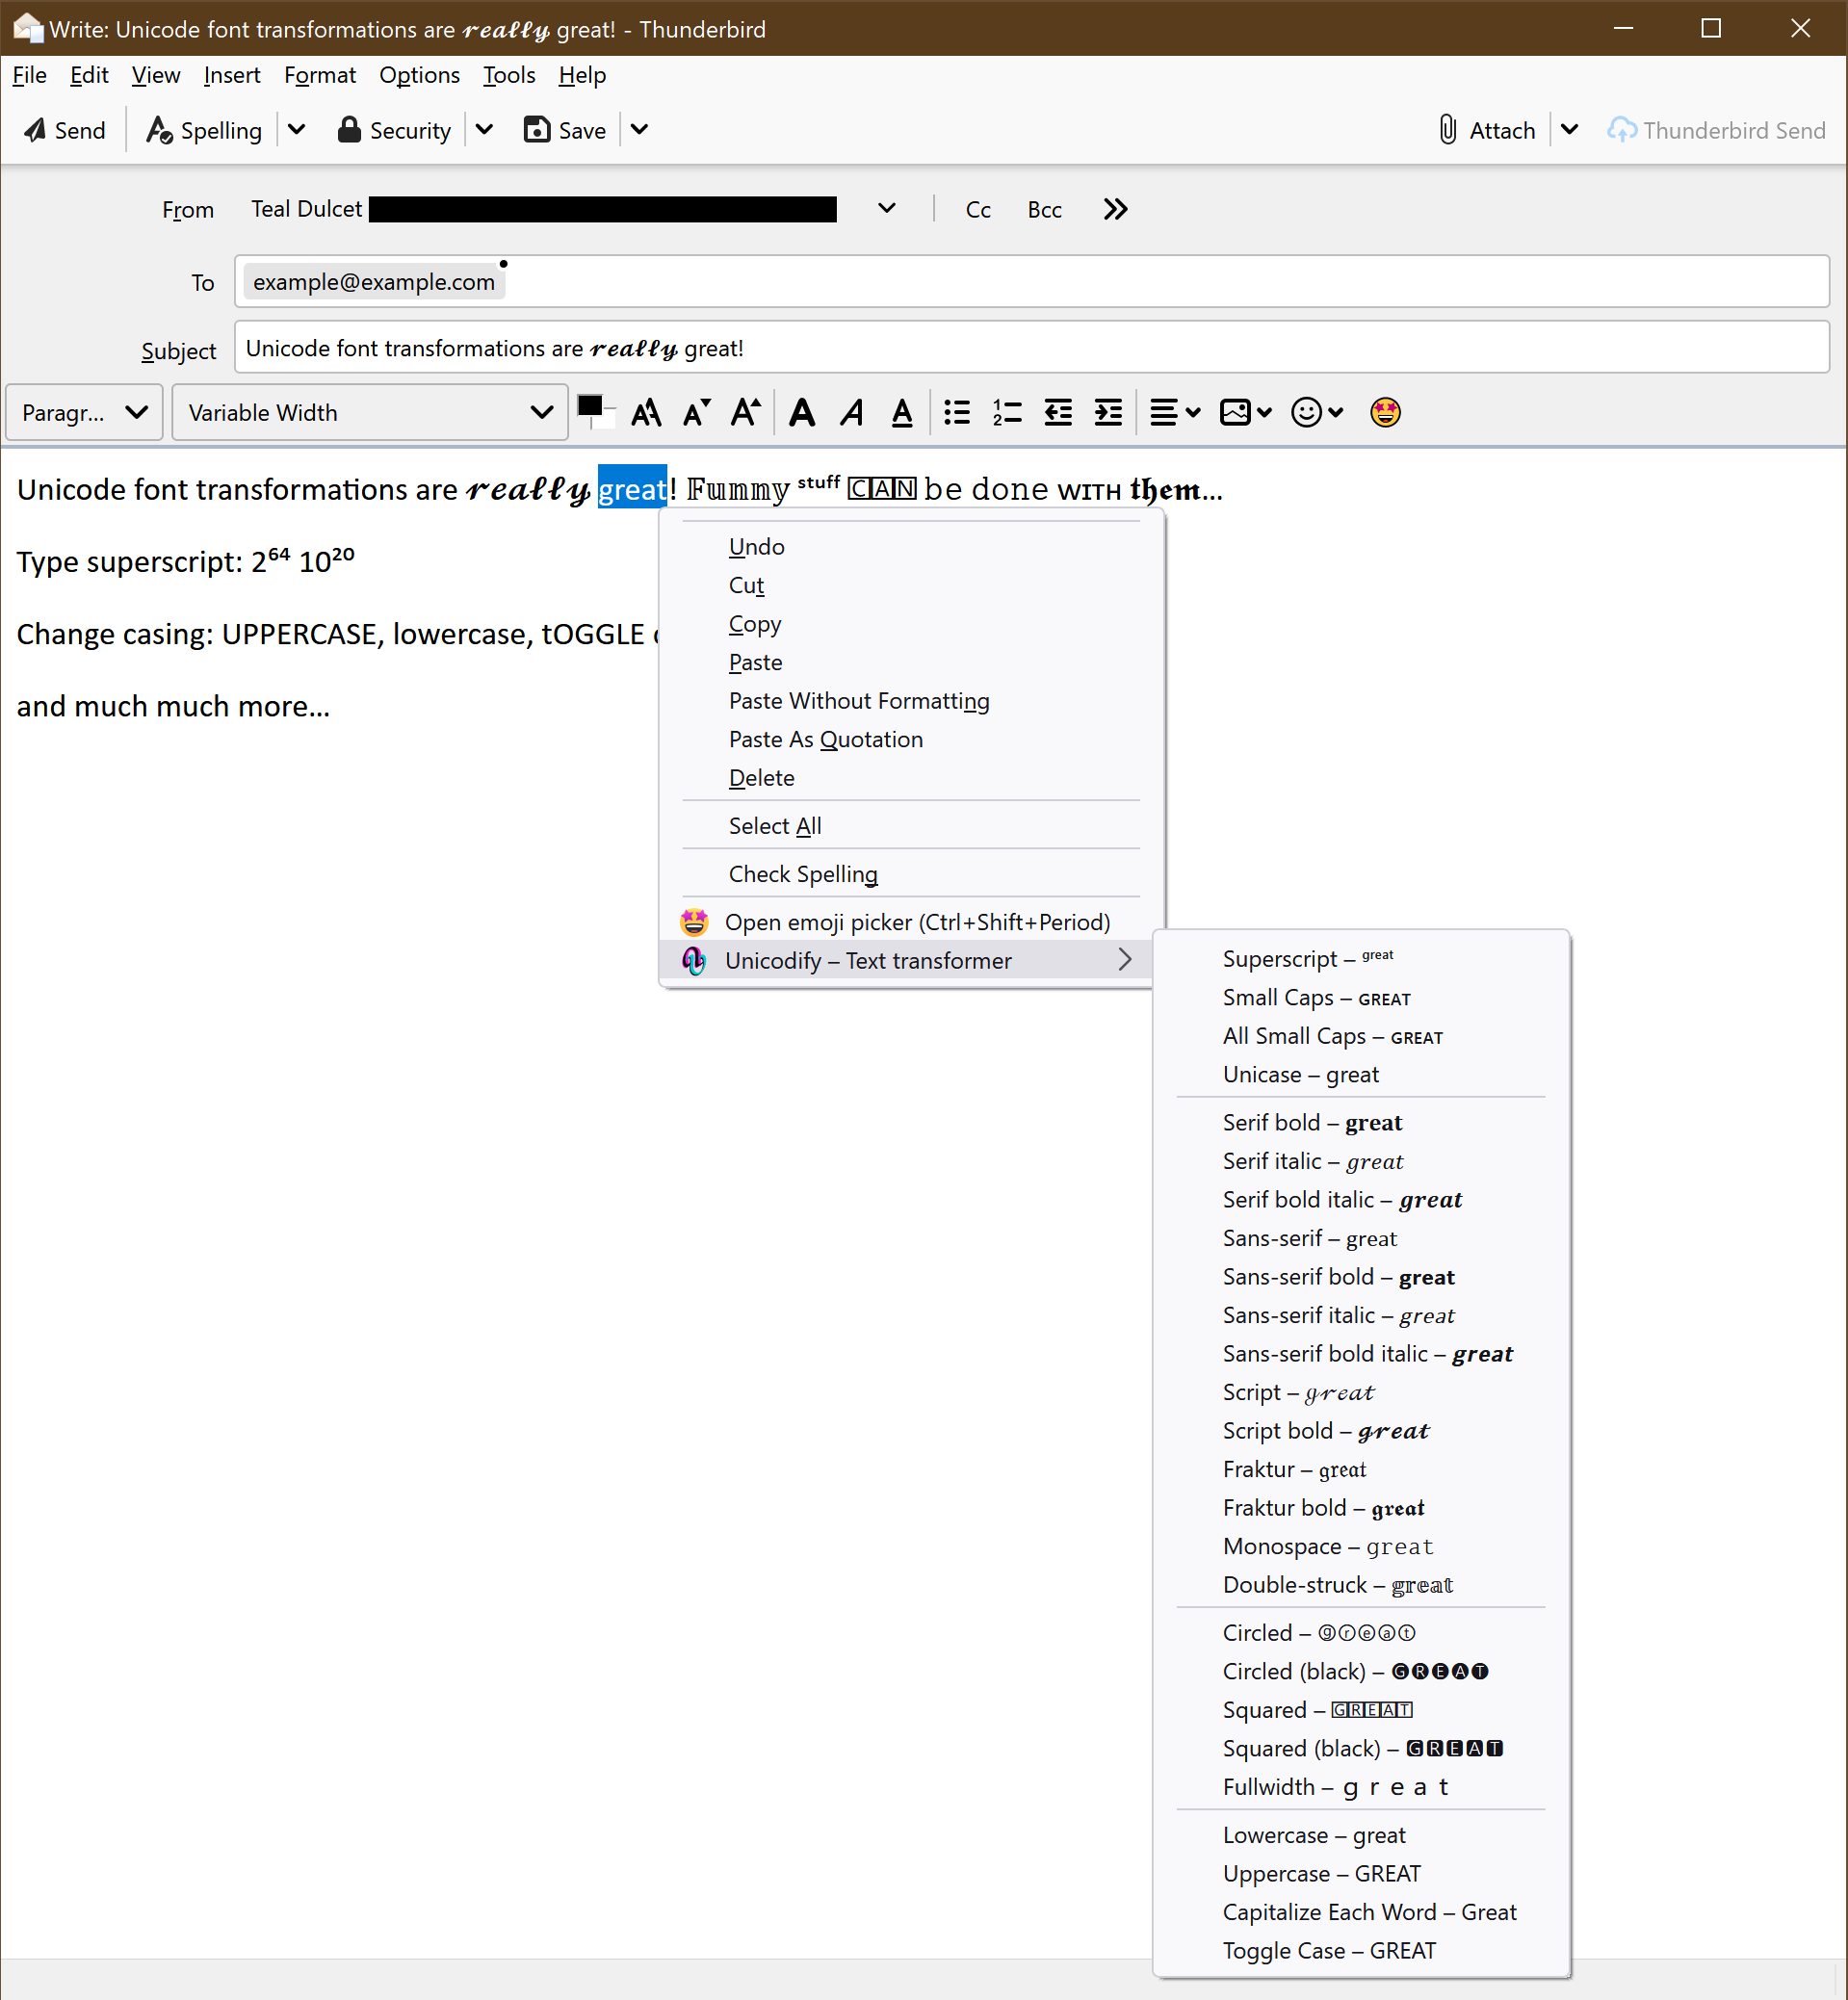 Write: Unicode font transformations are 𝓻𝓮𝓪𝓵𝓵𝔂 great! - Thunderbird
File Edit View Insert Format Options Tools Help
Send Spelling Security Save Attach Thunderbird Send
From Teal Dulcet Cc Bcc
To example@example.com
Subject Unicode font transformations are 𝓻𝓮𝓪𝓵𝓵𝔂 great!
Paragr... Variable Width
Unicode font transformations are 𝓻𝓮𝓪𝓵𝓵𝔂 great! 𝔽𝕦𝕟𝕟𝕪 ˢᵗᵘᶠᶠ 🄲🄰🄽 𝚋𝚎 𝚍𝚘𝚗𝚎 ᴡɪᴛʜ 𝖙𝖍𝖊𝖒...
Type superscript: 2⁶⁴ 10²⁰
Change casing: UPPERCASE, lowercase, tOGGLE
and much much more...
Undo
Cut
Copy
Paste
Paste Without Formatting
Paste As Quotation
Delete
Select All
Check Spelling
Open emoji picker (Ctrl+Shift+Period)
Unicodify – Text transformer
Superscript – ᵍʳᵉᵃᵗ
Small Caps – ɢʀᴇᴀᴛ
All Small Caps – ɢʀᴇᴀᴛ
Unicase – great
Serif bold – 𝐠𝐫𝐞𝐚𝐭
Serif italic – 𝑔𝑟𝑒𝑎𝑡
Serif bold italic – 𝒈𝒓𝒆𝒂𝒕
Sans-serif – 𝗀𝗋𝖾𝖺𝗍
Sans-serif bold – 𝗴𝗿𝗲𝗮𝘁
Sans-serif italic – 𝘨𝘳𝘦𝘢𝘵
Sans-serif bold italic – 𝙜𝙧𝙚𝙖𝙩
Script – ℊ𝓇ℯ𝒶𝓉
Script bold – 𝓰𝓻𝓮𝓪𝓽
Fraktur – 𝔤𝔯𝔢𝔞𝔱
Fraktur bold – 𝖌𝖗𝖊𝖆𝖙
Monospace – 𝚐𝚛𝚎𝚊𝚝
Double-struck – 𝕘𝕣𝕖𝕒𝕥
Circled – ⓖⓡⓔⓐⓣ
Circled (black) – 🅖🅡🅔🅐🅣
Squared – 🄶🅁🄴🄰🅃
Squared (black) – 🅶🆁🅴🅰🆃
Fullwidth – ｇｒｅａｔ
Lowercase – great
Uppercase – GREAT
Capitalize Each Word – Great
Toggle Case – GREAT